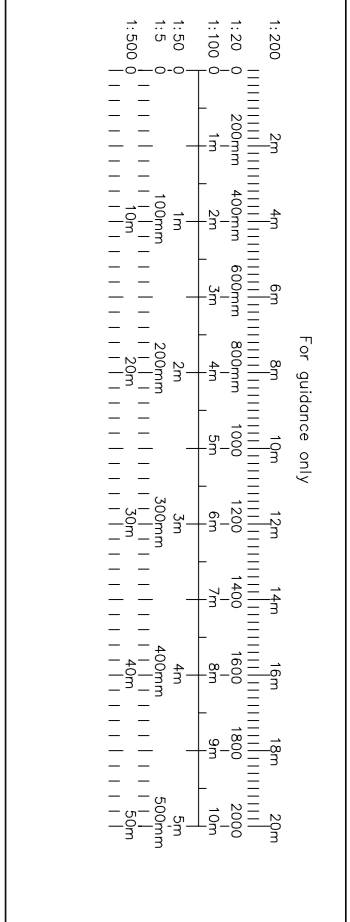 For guidance only
1:200 2m 4m 6m 8m 10m 12m 14m 16m 18m 20m
1:20 0 200mm 400mm 600mm 800mm 1000 1200 1400 1600 1800 2000
1:100 0 1m 2m 3m 4m 5m 6m 7m 8m 9m 10m
1:50 0 1m 2m 3m 4m 5m
1:5 0 100mm 200mm 300mm 400mm 500mm
1:500 0 10m 20m 30m 40m 50m